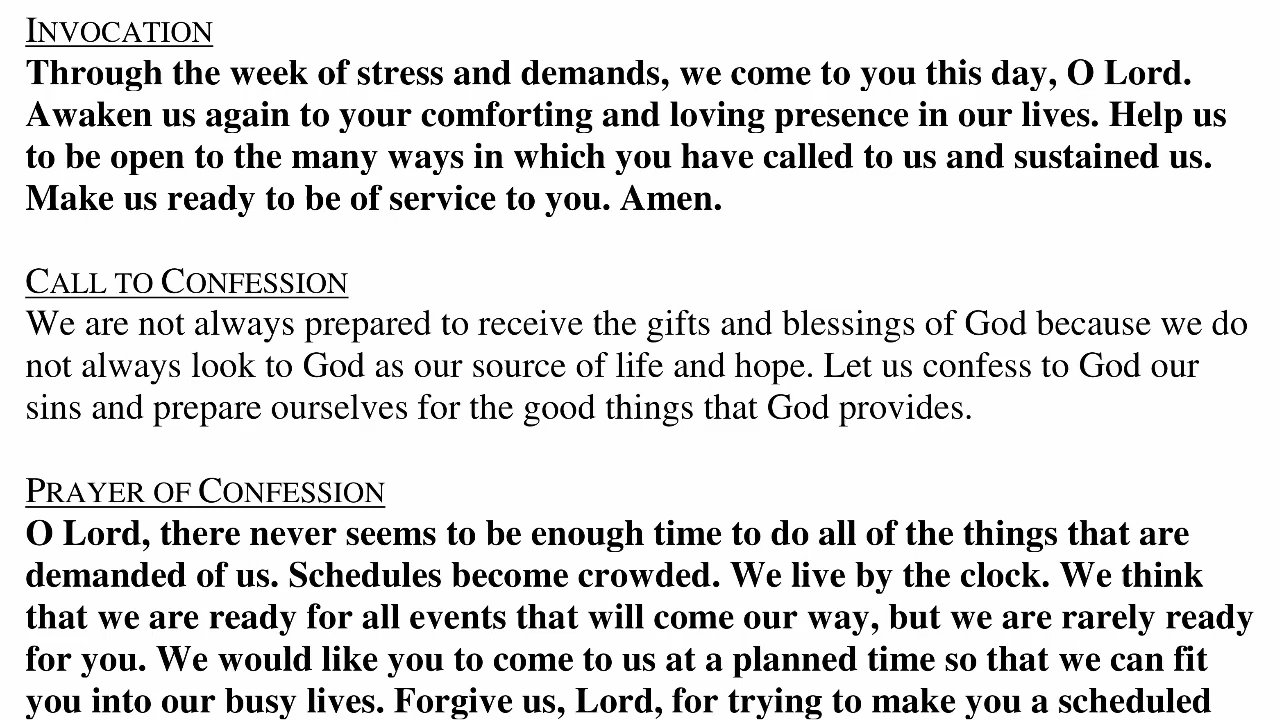 INVOCATION
Through the week of stress and demands, we come to you this day, O Lord.
Awaken us again to your comforting and loving presence in our lives. Help us
to be open to the many ways in which you have called to us and sustained us.
Make us ready to be of service to you. Amen.
CALL TO CONFESSION
We are not always prepared to receive the gifts and blessings of God because we do
not always look to God as our source of life and hope. Let us confess to God our
sins and prepare ourselves for the good things that God provides.
PRAYER OF CONFESSION
O Lord, there never seems to be enough time to do all of the things that are
demanded of us. Schedules become crowded. We live by the clock. We think
that we are ready for all events that will come our way, but we are rarely ready
for you. We would like you to come to us at a planned time so that we can fit
you into our busy lives. Forgive us, Lord, for trying to make you a scheduled